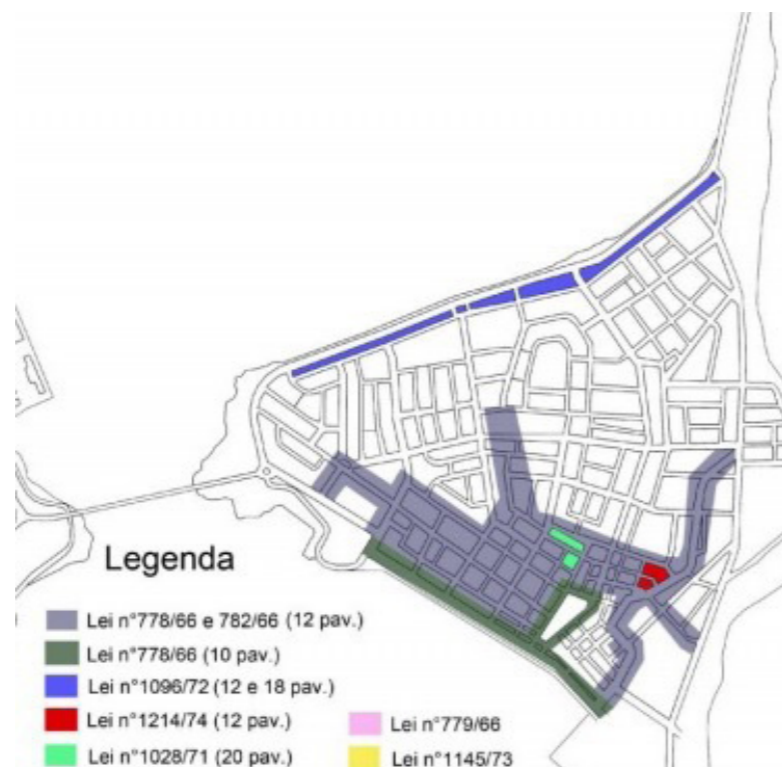 Legenda
Lei n°778/66 e 782/66 (12 pav.)
Lei n°778/66 (10 pav.)
Lei n°1096/72 (12 e 18 pav.)
Lei n°1214/74 (12 pav.)
Lei n°1028/71 (20 pav.)
Lei n°779/66
Lei n°1145/73